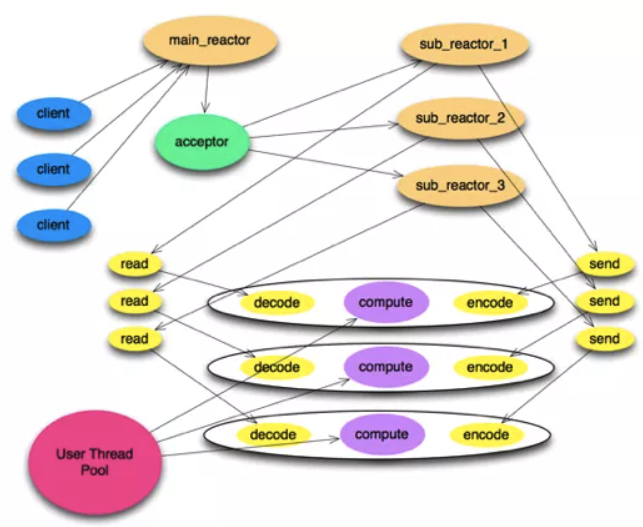 main_reactor
sub_reactor_1
client
sub_reactor_2
acceptor
client
sub_reactor_3
client
read
send
read
decode
compute
encode
send
read
send
decode
compute
encode
decode
compute
encode
User Thread
Pool